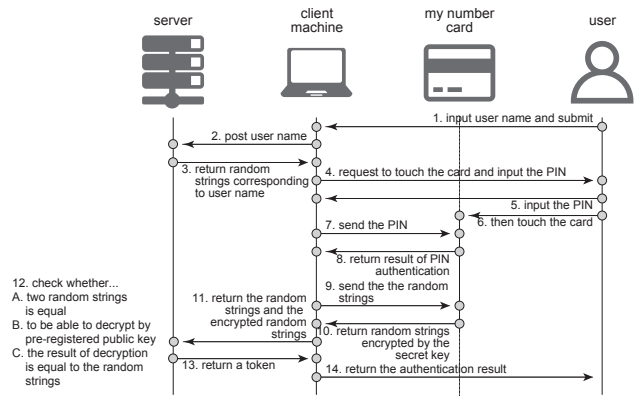 server
client
machine
my number
card
user
1. input user name and submit
2. post user name
3. return random
strings corresponding
to user name
4. request to touch the card and input the PIN
5. input the PIN
6. then touch the card
7. send the PIN
8. return result of PIN
authentication
9. send the the random
strings
10. return random strings
encrypted by the
secret key
11. return the random
strings and the
encrypted random
strings
12. check whether...
A. two random strings
is equal
B. to be able to decrypt by
pre-registered public key
C. the result of decryption
is equal to the random
strings
13. return a token
14. return the authentication result